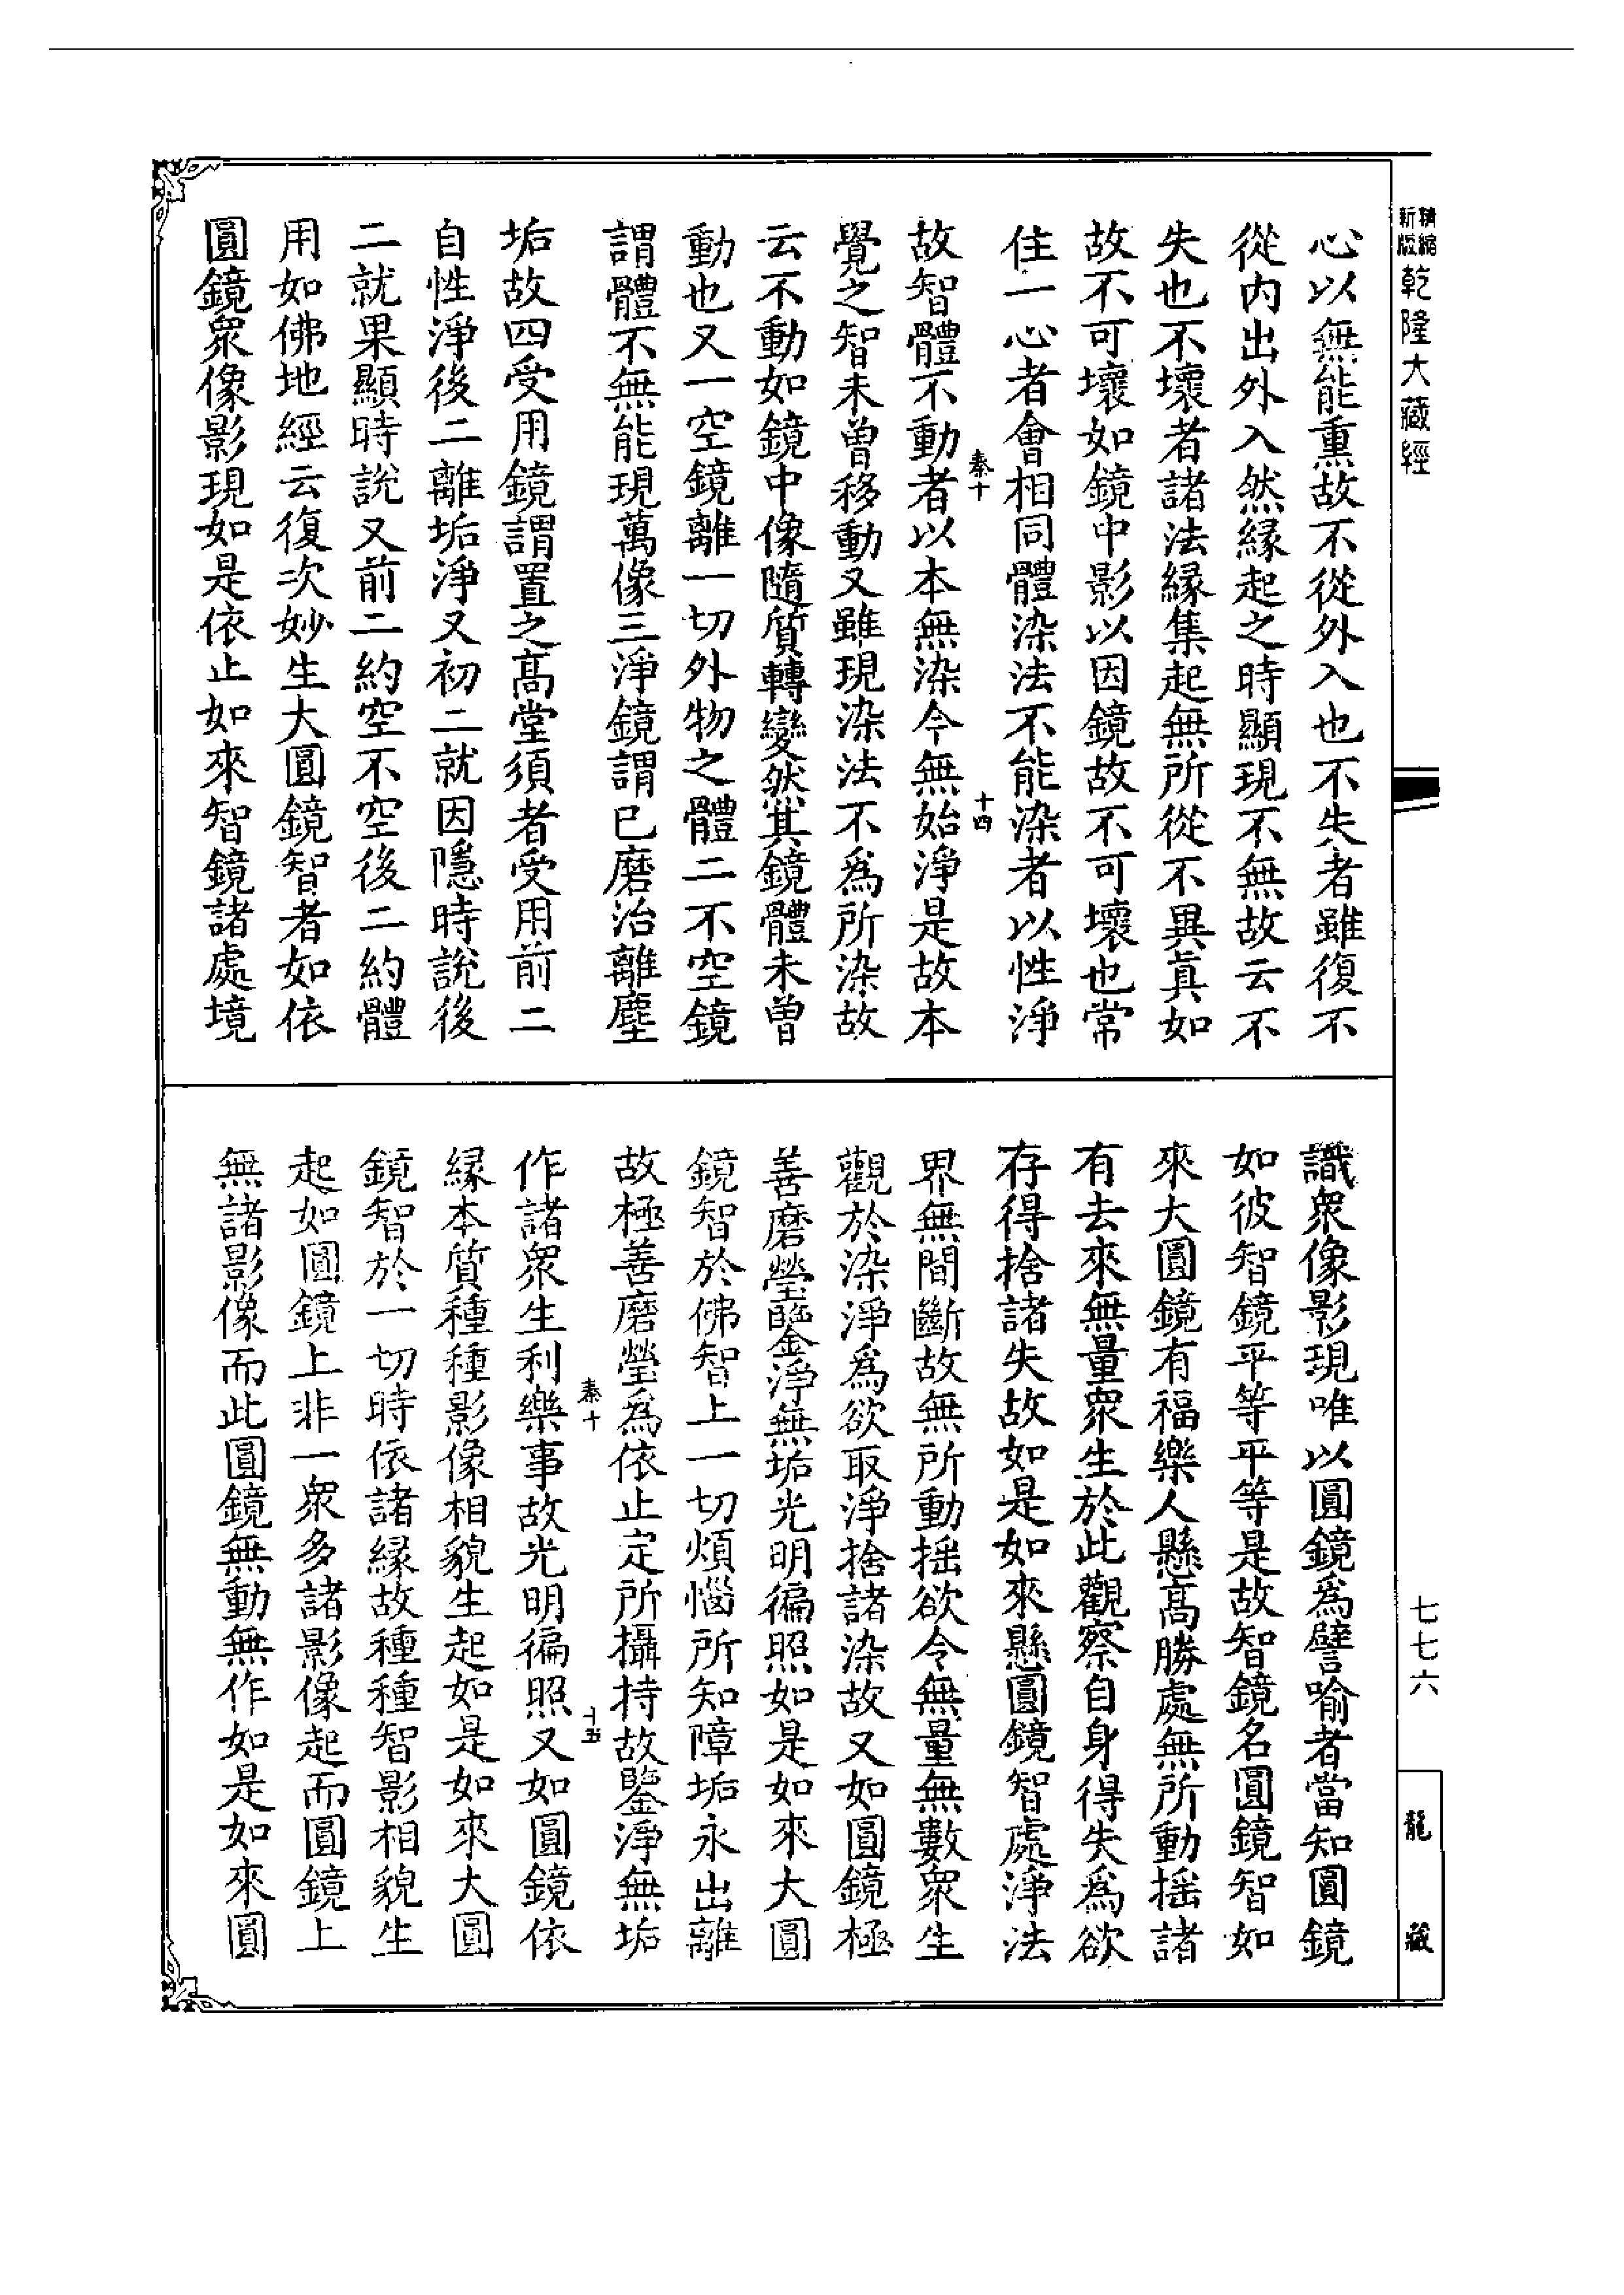 精縮
新版
乾隆大藏經
心以無能熏故不從外入也不失者雖復不
從内出外入然縁起之時顯現不無故云不
失也不壞者諸法縁集起無所從不異真如
故不可壞如鏡中影以因鏡故不可壞也常
住一心者會相同體染法不能染者以性淨
秦十
十四
故智體不動者以本無染今無始淨是故本
覺之智未曾移動又雖現染法不為所染故
云不動如鏡中像隨質轉變然其鏡體未曾
動也又一空鏡離一切外物之體二不空鏡
謂體不無能現萬像三淨鏡謂已磨治離塵
垢故四受用鏡謂置之髙堂須者受用前二
自性淨後二離垢淨又初二就因隱時說後
二就果顯時說又前二約空不空後二約體
用如佛地經云復次妙生大圓鏡智者如依
圓鏡衆像影現如是依止如來智鏡諸處境
七七六
龍藏
識衆像影現唯以圓鏡為譬喻者當知圓鏡
如彼智鏡平等平等是故智鏡名圓鏡智如
來大圓鏡有福樂人懸髙勝處無所動揺諸
有去來無量衆生於此觀察自身得失為欲
存得捨諸失故如是如來懸圓鏡智處淨法
界無間斷故無所動揺欲令無量無數衆生
觀於染淨為欲取淨捨諸染故又如圓鏡極
善磨瑩鑒淨無垢光明徧照如是如來大圓
鏡智於佛智上一切煩惱所知障垢永出離
故極善磨瑩為依止定所攝持故鑒淨無垢
秦十
十五
作諸衆生利樂事故光明徧照又如圓鏡依
縁本質種種影像相貌生起如是如來大圓
鏡智於一切時依諸縁故種種智影相貌生
起如圓鏡上非一衆多諸影像起而圓鏡上
無諸影像而此圓鏡無動無作如是如來圓